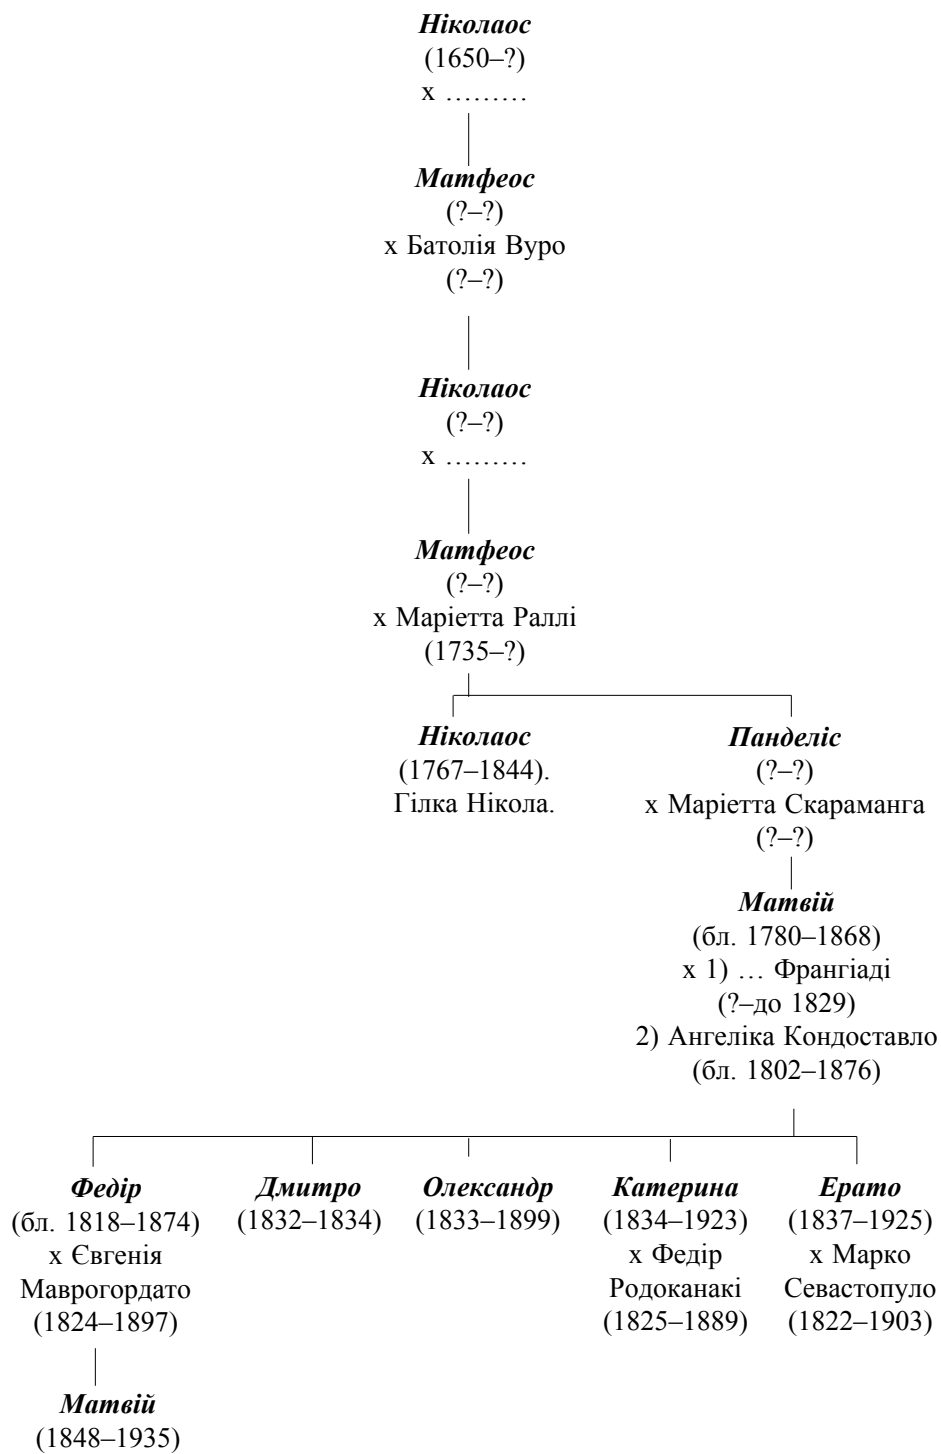 Ніколаос
(1650–?)
х ………
Матфеос
(?–?)
х Батолія Вуро
(?–?)
Ніколаос
(?–?)
х ………
Матфеос
(?–?)
х Маріетта Раллі
(1735–?)
Ніколаос
(1767–1844).
Гілка Нікола.
Панделіс
(?–?)
х Маріетта Скараманга
(?–?)
Матвій
(бл. 1780–1868)
х 1) … Франгіаді
(?–до 1829)
2) Ангеліка Кондоставло
(бл. 1802–1876)
Федір
(бл. 1818–1874)
х Євгенія
Маврогордато
(1824–1897)
Дмитро
(1832–1834)
Олександр
(1833–1899)
Катерина
(1834–1923)
х Федір
Родоканакі
(1825–1889)
Ерато
(1837–1925)
х Марко
Севастопуло
(1822–1903)
Матвій
(1848–1935)